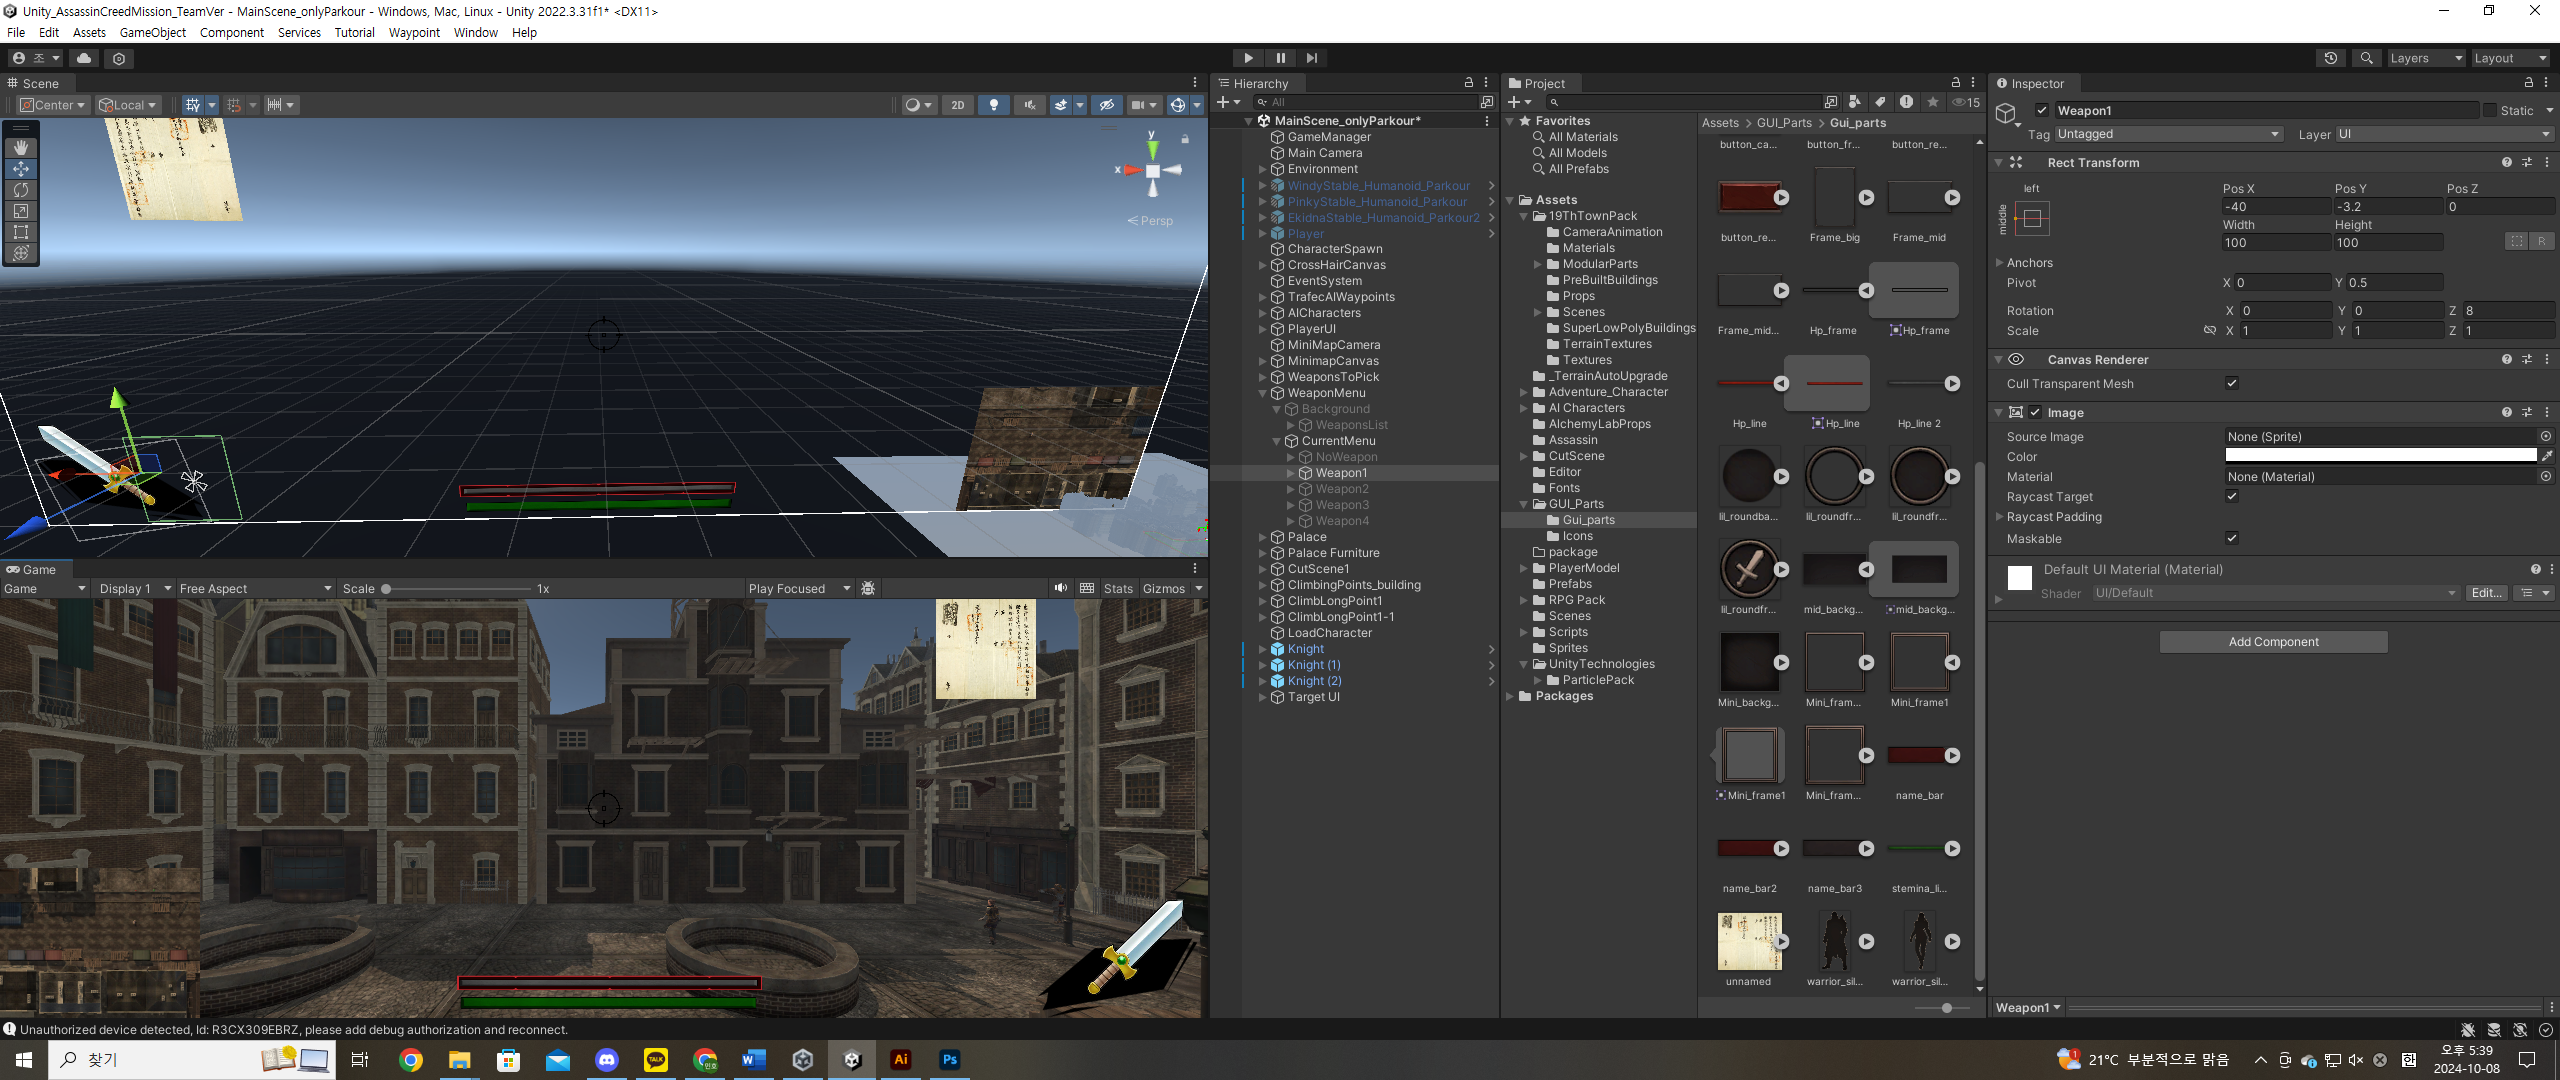 Unity_AssassinCreedMission_TeamVer - MainScene_onlyParkour - Windows, Mac, Linux - Unity 2022.3.31f1* <DX11>
File Edit Assets GameObject Component Services Tutorial Waypoint Window Help
조 Layers Layout
Scene
Center Local 2D
y
x
Persp
Hierarchy
All
MainScene_onlyParkour*
GameManager
Main Camera
Environment
WindyStable_Humanoid_Parkour
PinkyStable_Humanoid_Parkour
EkidnaStable_Humanoid_Parkour2
Player
CharacterSpawn
CrossHairCanvas
EventSystem
TrafecAIWaypoints
AICharacters
PlayerUI
MiniMapCamera
MinimapCanvas
WeaponsToPick
WeaponMenu
Background
WeaponsList
CurrentMenu
NoWeapon
Weapon1
Weapon2
Weapon3
Weapon4
Palace
Palace Furniture
CutScene1
ClimbingPoints_building
ClimbLongPoint1
ClimbLongPoint1-1
LoadCharacter
Knight
Knight (1)
Knight (2)
Target UI
Project
15
Favorites
All Materials
All Models
All Prefabs
Assets
19ThTownPack
CameraAnimation
Materials
ModularParts
PreBuiltBuildings
Props
Scenes
SuperLowPolyBuildings
TerrainTextures
Textures
_TerrainAutoUpgrade
Adventure_Character
AI Characters
AlchemyLabProps
Assassin
CutScene
Editor
Fonts
GUI_Parts
Gui_parts
Icons
package
PlayerModel
Prefabs
RPG Pack
Scenes
Scripts
Sprites
UnityTechnologies
ParticlePack
Packages
Assets > GUI_Parts > Gui_parts
button_ca... button_fr... button_re...
button_re... Frame_big Frame_mid
Frame_mid... Hp_frame Hp_frame
Hp_line Hp_line Hp_line 2
lil_roundba... lil_roundfr... lil_roundfr...
lil_roundfr... mid_backg... mid_backg...
Mini_backg... Mini_fram... Mini_frame1
Mini_frame1 Mini_fram... name_bar
name_bar2 name_bar3 stemina_li...
unnamed warrior_sil... warrior_sil...
Inspector
Weapon1 Static
Tag Untagged Layer UI
Rect Transform
left
middle
Pos X Pos Y Pos Z
-40 -3.2 0
Width Height
100 100
R
Anchors
Pivot X 0 Y 0.5
Rotation X 0 Y 0 Z 8
Scale X 1 Y 1 Z 1
Canvas Renderer
Cull Transparent Mesh
Image
Source Image None (Sprite)
Color
Material None (Material)
Raycast Target
Raycast Padding
Maskable
Default UI Material (Material)
Shader UI/Default Edit...
Add Component
Weapon1
Game
Game Display 1 Free Aspect Scale 1x Play Focused Stats Gizmos
Unauthorized device detected, Id: R3CX309EBRZ, please add debug authorization and reconnect.
찾기
TALK
민호
W
Ai
Ps
1
21°C 부분적으로 맑음
한
오후 5:39
2024-10-08